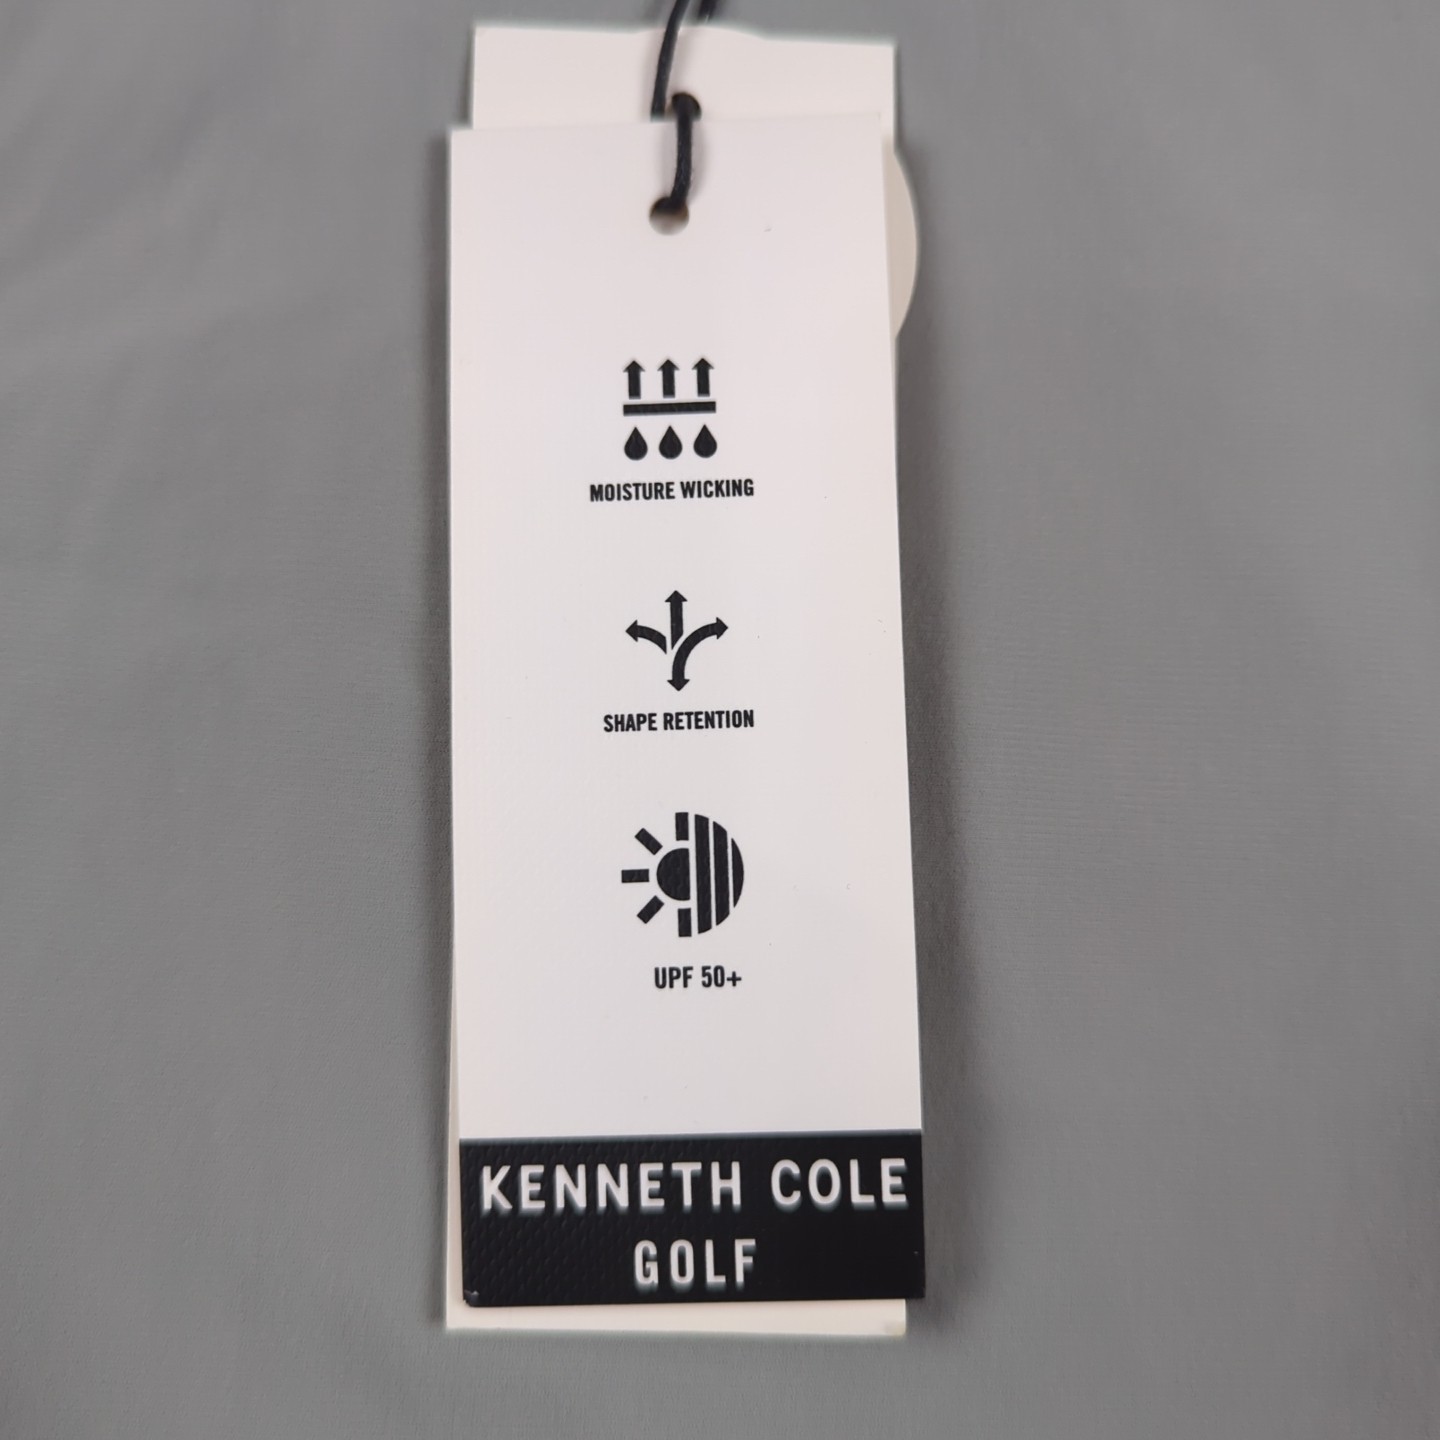 MOISTURE WICKING
SHAPE RETENTION
UPF 50+
KENNETH COLE
GOLF